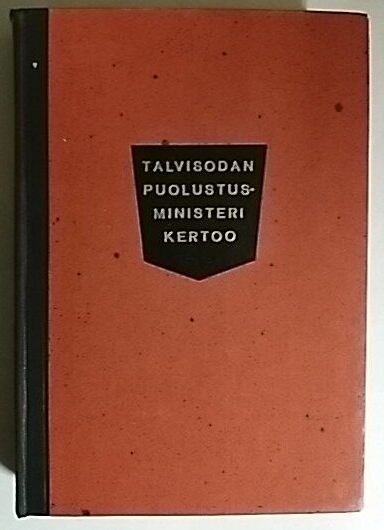 TALVISODAN
PUOLUSTUS-
MINISTERI
KERTOO